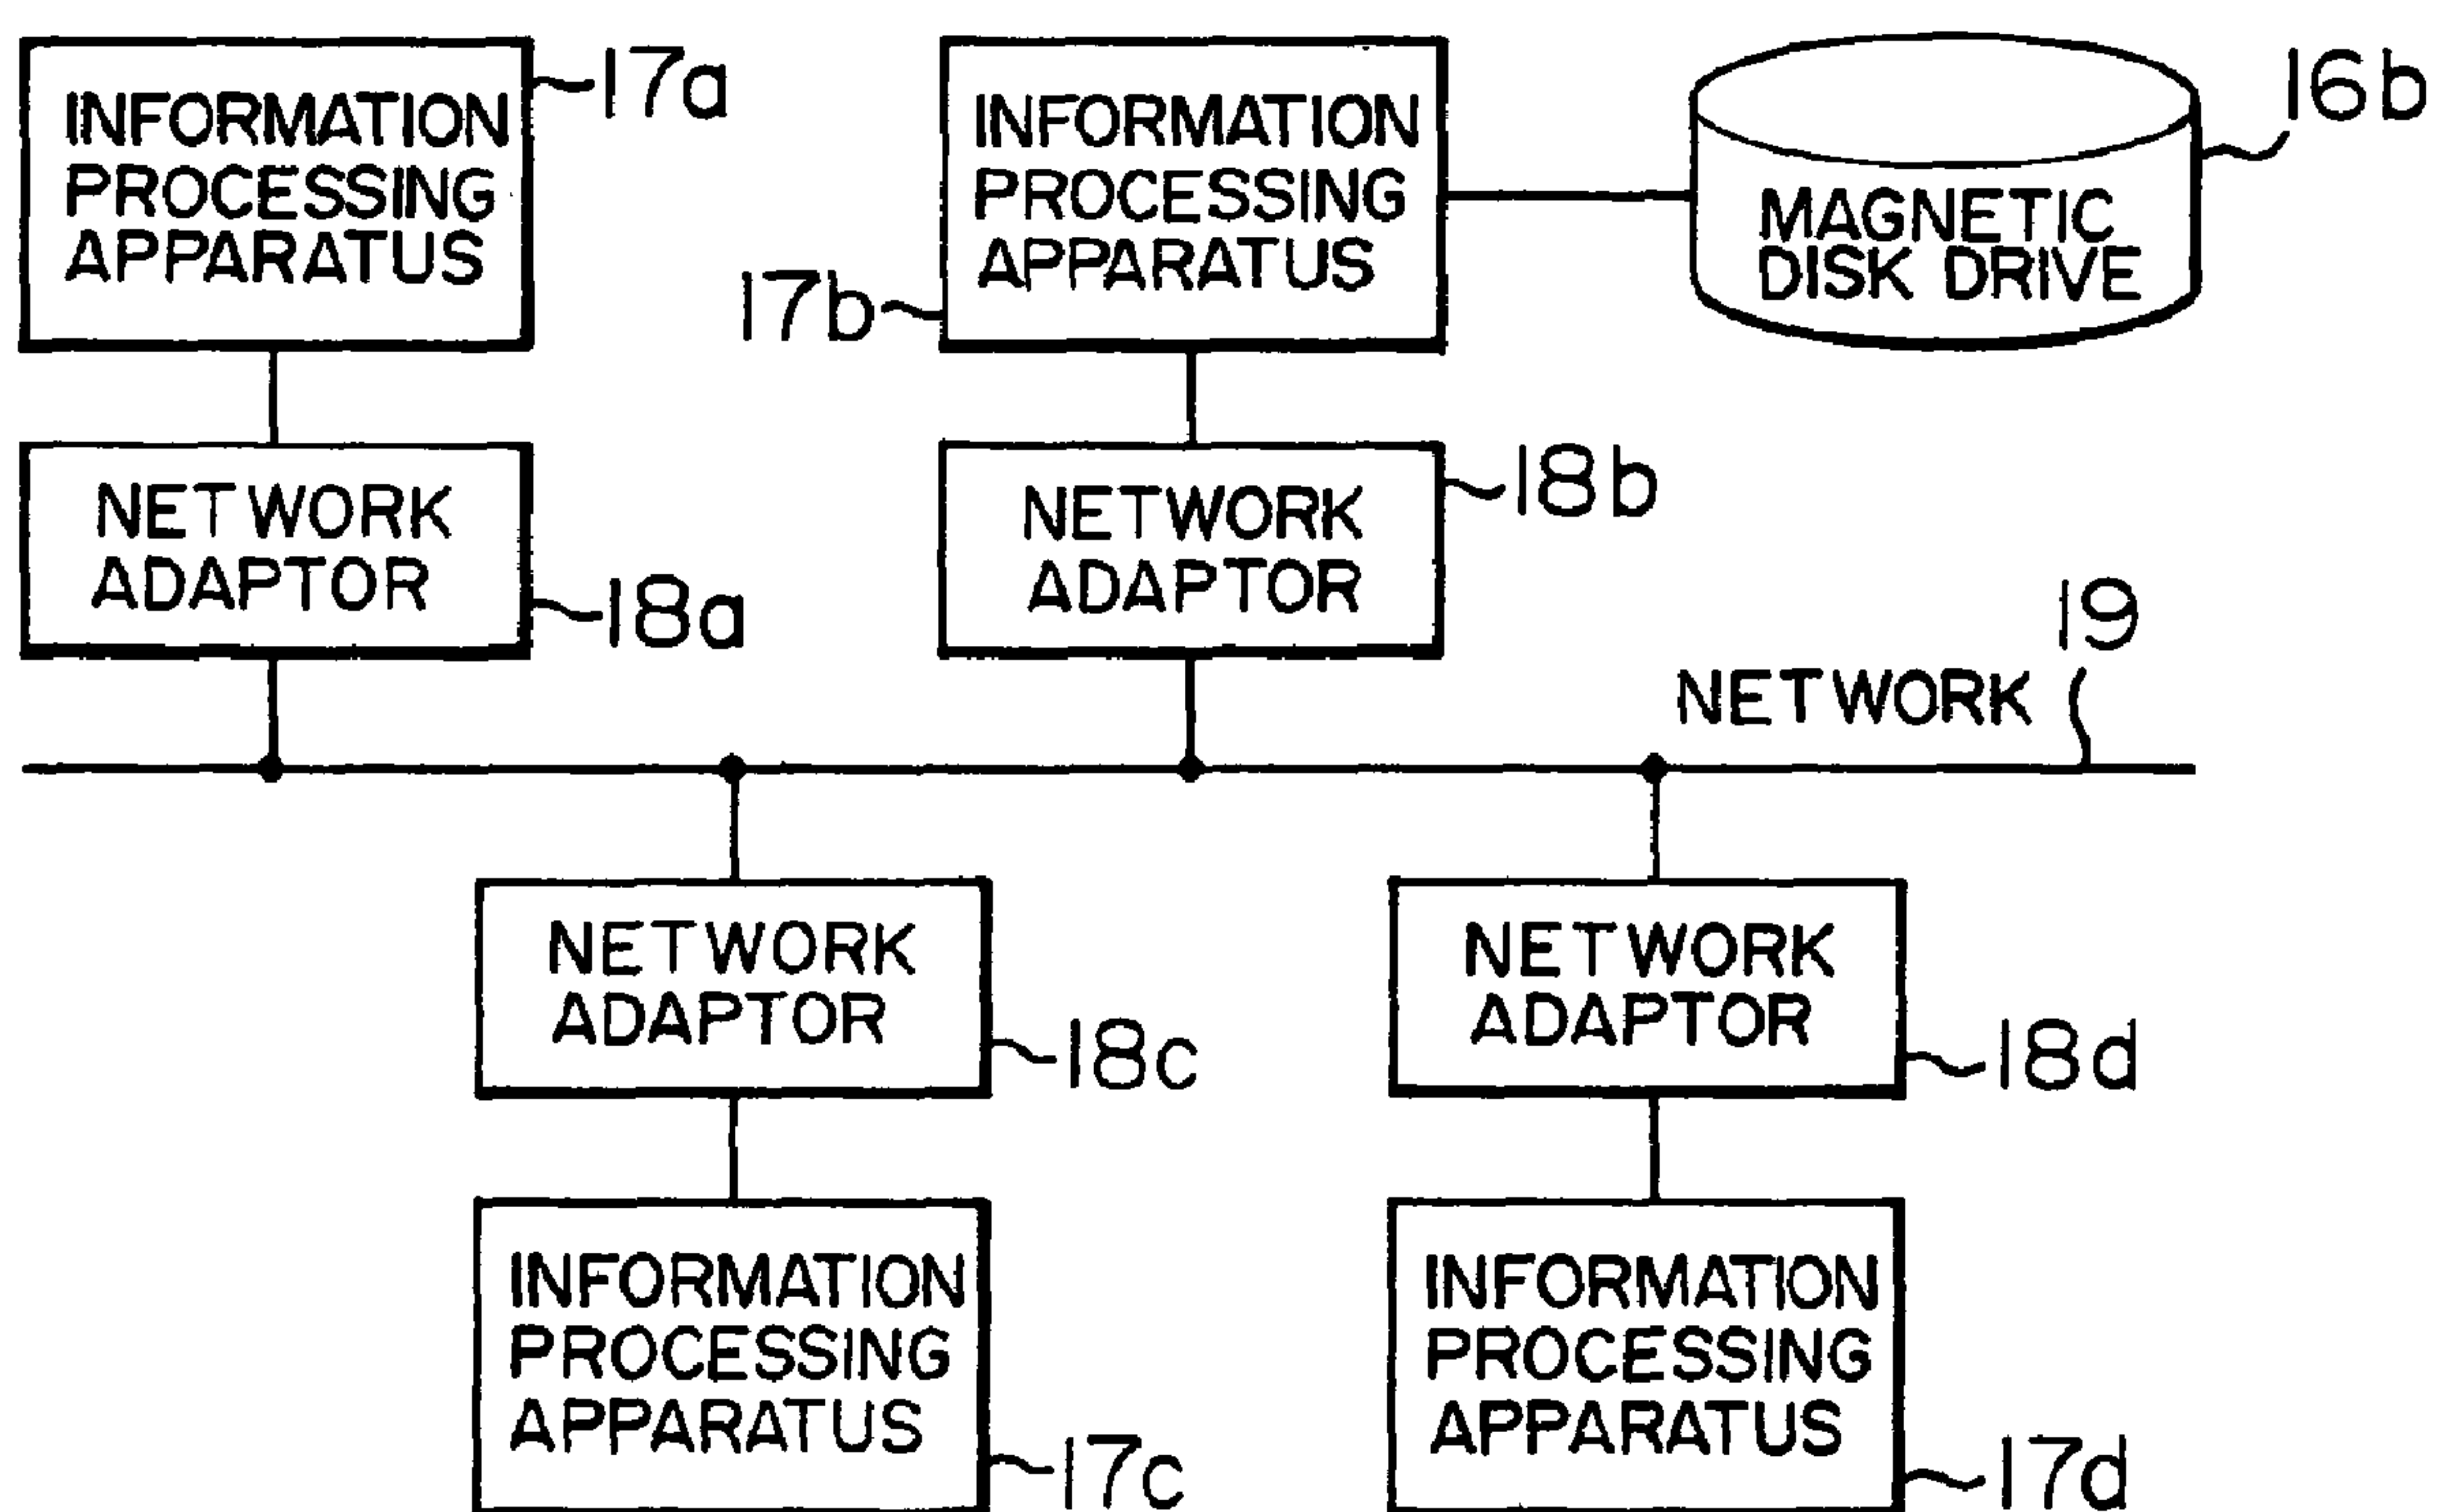 INFORMATION
PROCESSING
APPARATUS
17a
INFORMATION
PROCESSING
APPARATUS
17b
MAGNETIC
DISK DRIVE
16b
NETWORK
ADAPTOR
18a
NETWORK
ADAPTOR
18b
NETWORK
19
NETWORK
ADAPTOR
18c
NETWORK
ADAPTOR
18d
INFORMATION
PROCESSING
APPARATUS
17c
INFORMATION
PROCESSING
APPARATUS
17d